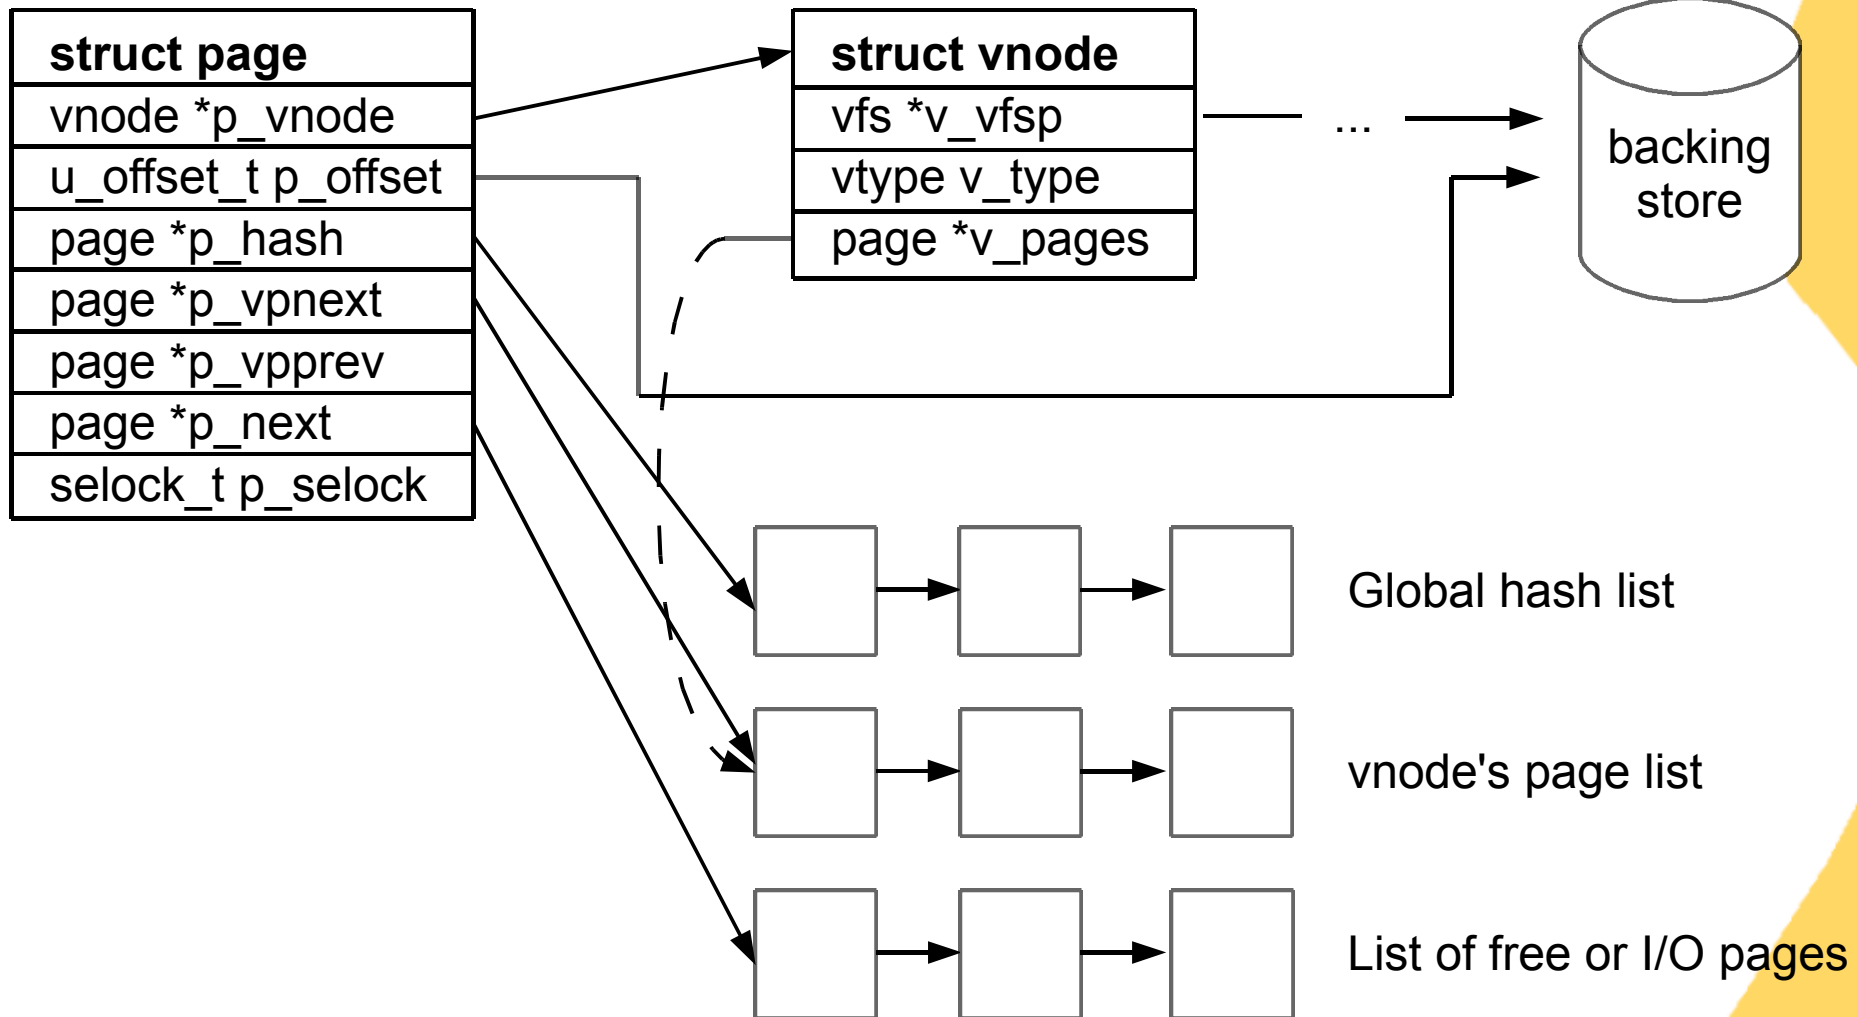 struct page
vnode *p_vnode
u_offset_t p_offset
page *p_hash
page *p_vpnext
page *p_vpprev
page *p_next
selock_t p_selock
struct vnode
vfs *v_vfsp
vtype v_type
page *v_pages
...
backing
store
Global hash list
vnode's page list
List of free or I/O pages